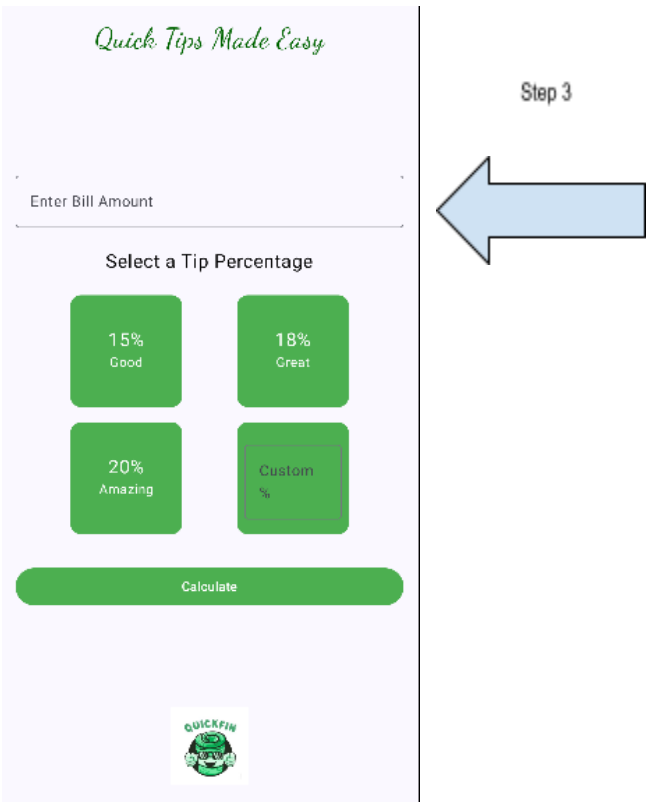 Quick Tips Made Easy
Step 3
Enter Bill Amount
Select a Tip Percentage
15%
Good
18%
Great
20%
Amazing
Custom
%
Calculate
QUICKFIN